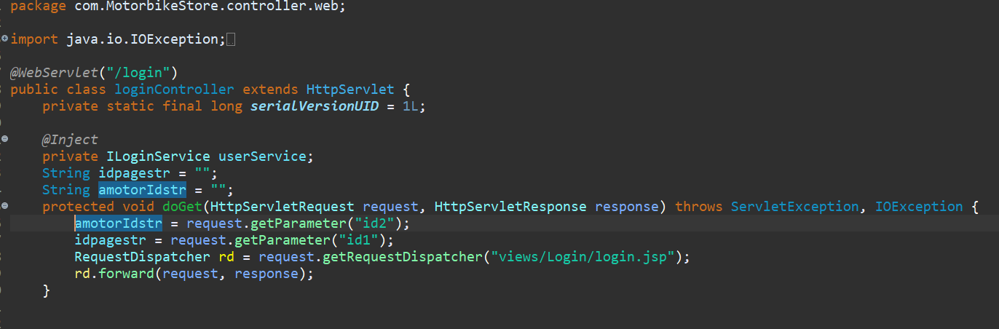 package com.MotorbikeStore.controller.web;
import java.io.IOException;
@WebServlet("/login")
public class loginController extends HttpServlet {
    private static final long serialVersionUID = 1L;
    @Inject
    private ILoginService userService;
    String idpagestr = "";
    String amotorIdstr = "";
    protected void doGet(HttpServletRequest request, HttpServletResponse response) throws ServletException, IOException {
        amotorIdstr = request.getParameter("id2");
        idpagestr = request.getParameter("id1");
        RequestDispatcher rd = request.getRequestDispatcher("views/Login/login.jsp");
        rd.forward(request, response);
    }